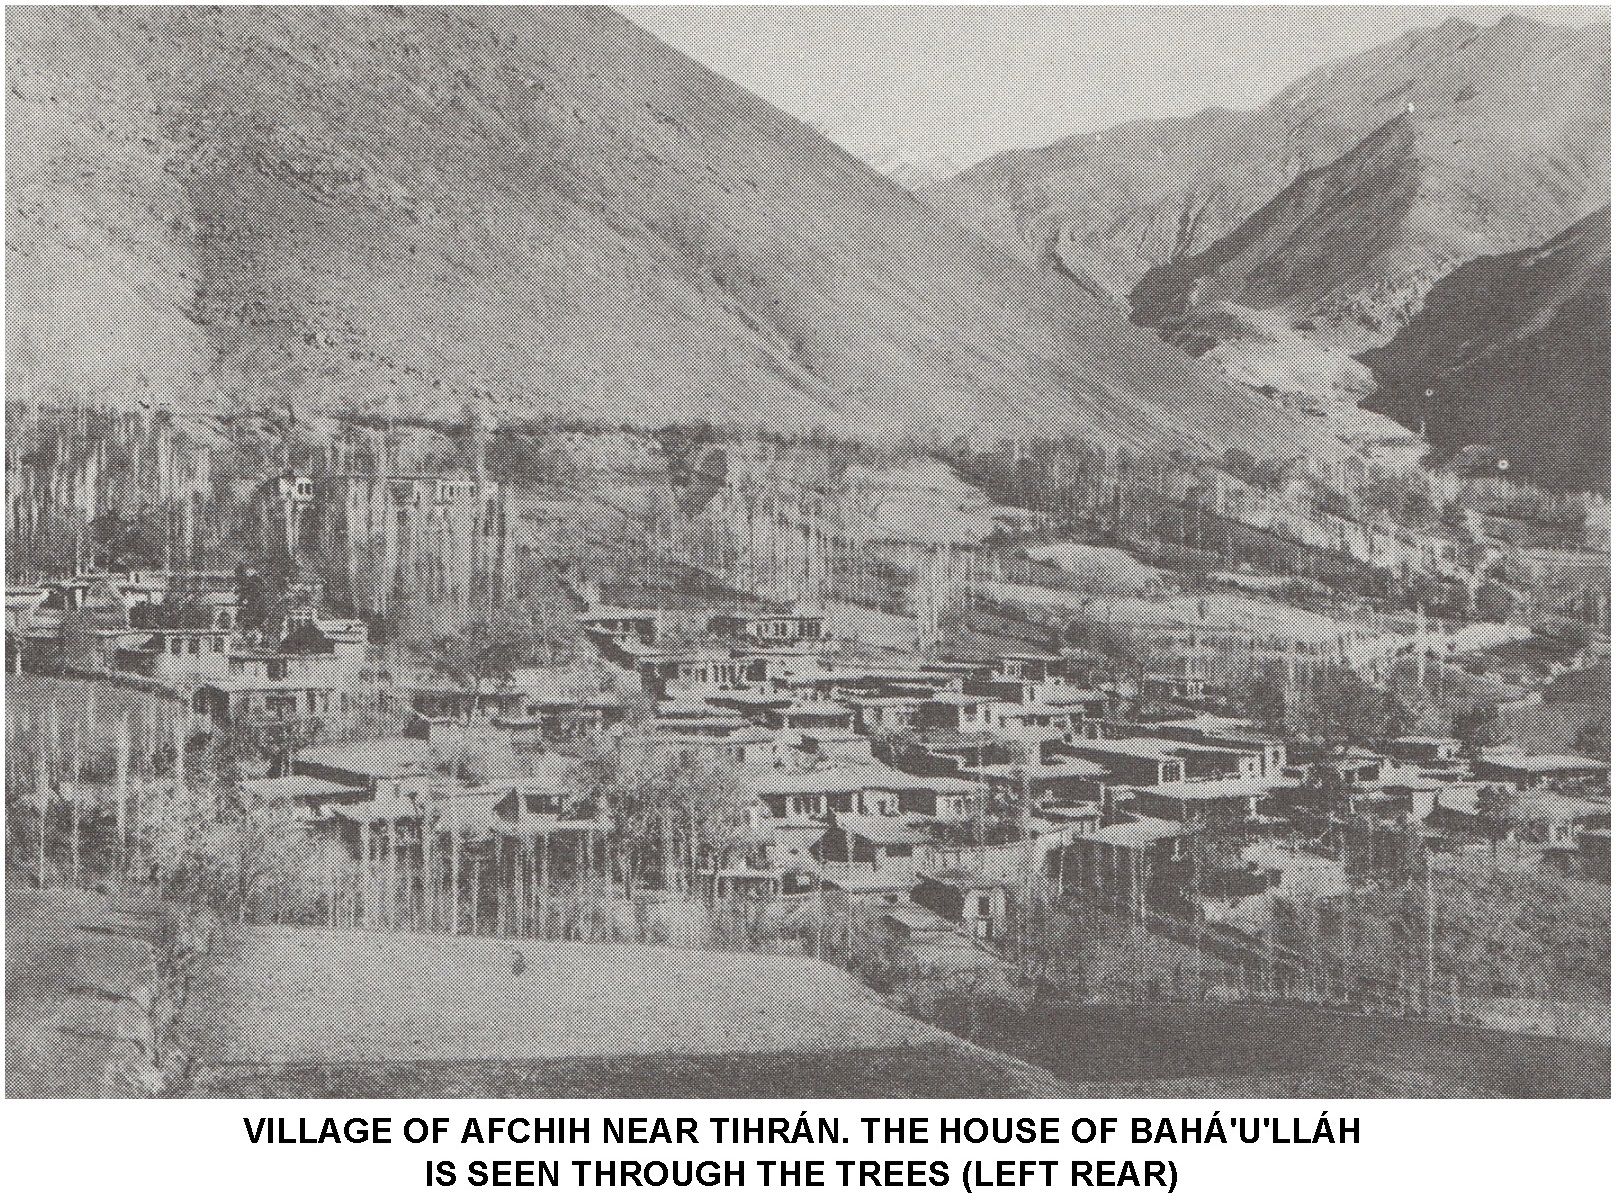 VILLAGE OF AFCHIH NEAR TIHRÁN. THE HOUSE OF BAHÁ'U'LLÁH
IS SEEN THROUGH THE TREES (LEFT REAR)